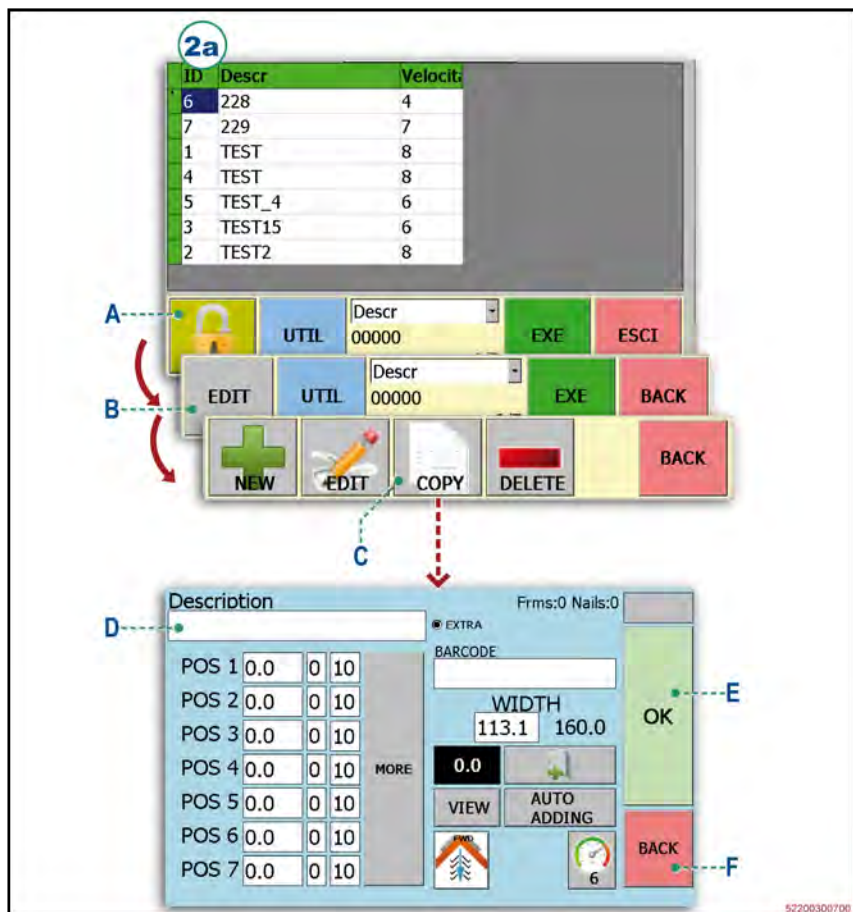 2a
ID Descr Velocità
6 228 4
7 229 7
1 TEST 8
4 TEST 8
5 TEST_4 6
3 TEST15 6
2 TEST2 8
A
UTIL
Descr
00000
EXE
ESCI
B
EDIT
UTIL
Descr
00000
EXE
BACK
NEW
EDIT
COPY
DELETE
BACK
C
Description
Frms:0 Nails:0
D
EXTRA
BARCODE
POS 1 0.0 0 10
POS 2 0.0 0 10
POS 3 0.0 0 10
POS 4 0.0 0 10
POS 5 0.0 0 10
POS 6 0.0 0 10
POS 7 0.0 0 10
MORE
WIDTH
113.1 160.0
0.0
VIEW
AUTO
ADDING
FWD
6
OK
E
BACK
F
52200300700